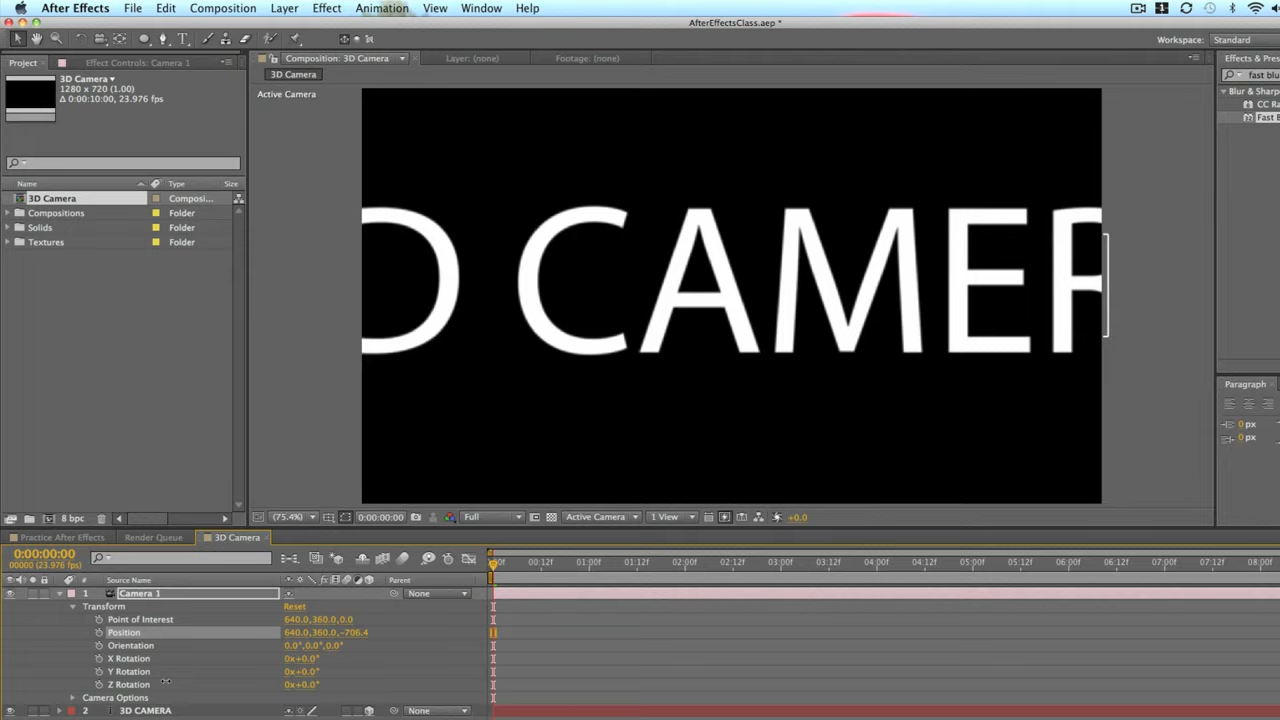 After Effects File Edit Composition Layer Effect Animation View Window Help
AfterEffectsClass.aep *
Workspace: Standard
Project Effect Controls: Camera 1 Composition: 3D Camera Layer: (none) Footage: (none) Effects & Pres
3D Camera
1280 x 720 (1.00)
Δ 0:00:10:00, 23.976 fps
3D Camera
fast blu
Active Camera
Blur & Sharpe
CC Ra
Fast B
Name Type Size
3D Camera Composi...
Compositions Folder
Solids Folder
Textures Folder
D CAMER
Paragraph
0 px
0 px
8 bpc
(75.4%) 0:00:00:00 Full Active Camera 1 View +0.0
Practice After Effects Render Queue 3D Camera
0:00:00:00
00000 (23.976 fps)
:00f 00:12f 01:00f 01:12f 02:00f 02:12f 03:00f 03:12f 04:00f 04:12f 05:00f 05:12f 06:00f 06:12f 07:00f 07:12f 08:00f
# Source Name fx Parent
1 Camera 1 None
Transform Reset
Point of Interest 640.0,360.0,0.0
Position 640.0,360.0,-706.4
Orientation 0.0°,0.0°,0.0°
X Rotation 0x+0.0°
Y Rotation 0x+0.0°
Z Rotation 0x+0.0°
Camera Options
2 3D CAMERA None